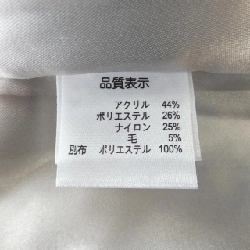 品質表示
アクリル 44%
ポリエステル 26%
ナイロン 25%
毛 5%
別布 ポリエステル 100%